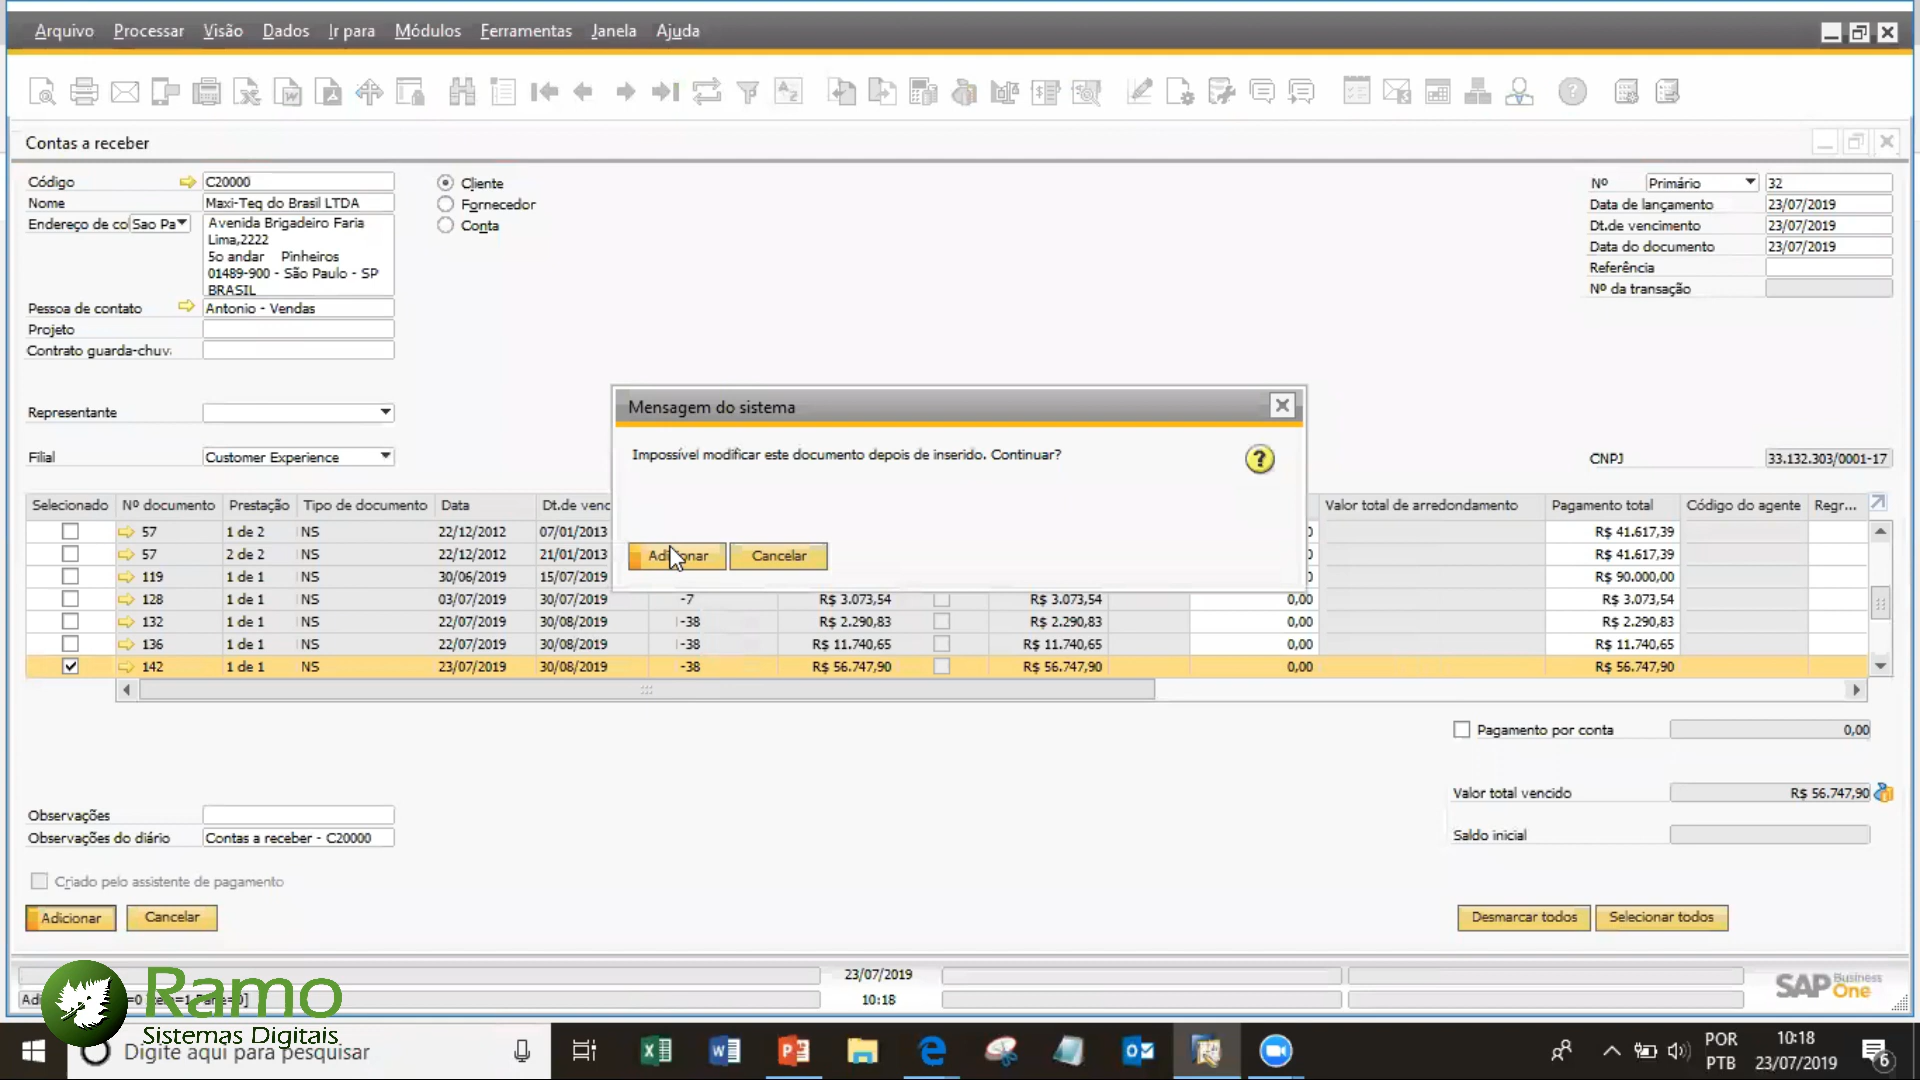 Arquivo Processar Visão Dados Ir para Módulos Ferramentas Janela Ajuda
Contas a receber
Código C20000
Nome Maxi-Teq do Brasil LTDA
Endereço de co Sao Pa
Avenida Brigadeiro Faria
Lima,2222
5o andar Pinheiros
01489-900 - São Paulo - SP
BRASIL
Pessoa de contato Antonio - Vendas
Projeto
Contrato guarda-chuv
Representante
Filial Customer Experience
Cliente
Fornecedor
Conta
Nº Primário 32
Data de lançamento 23/07/2019
Dt.de vencimento 23/07/2019
Data do documento 23/07/2019
Referência
Nº da transação
CNPJ 33.132.303/0001-17
Mensagem do sistema
Impossível modificar este documento depois de inserido. Continuar?
Adicionar Cancelar
Selecionado Nº documento Prestação Tipo de documento Data Dt.de venc Valor total de arredondamento Pagamento total Código do agente Regr...
57 1 de 2 NS 22/12/2012 07/01/2013 R$ 41.617,39
57 2 de 2 NS 22/12/2012 21/01/2013 R$ 41.617,39
119 1 de 1 NS 30/06/2019 15/07/2019 R$ 90.000,00
128 1 de 1 NS 03/07/2019 30/07/2019 -7 R$ 3.073,54 R$ 3.073,54 0,00 R$ 3.073,54
132 1 de 1 NS 22/07/2019 30/08/2019 -38 R$ 2.290,83 R$ 2.290,83 0,00 R$ 2.290,83
136 1 de 1 NS 22/07/2019 30/08/2019 -38 R$ 11.740,65 R$ 11.740,65 0,00 R$ 11.740,65
142 1 de 1 NS 23/07/2019 30/08/2019 -38 R$ 56.747,90 R$ 56.747,90 0,00 R$ 56.747,90
Pagamento por conta 0,00
Valor total vencido R$ 56.747,90
Saldo inicial
Observações
Observações do diário Contas a receber - C20000
Criado pelo assistente de pagamento
Adicionar Cancelar
Desmarcar todos Selecionar todos
23/07/2019
10:18
SAP Business One
Ramo
Sistemas Digitais
Digite aqui para pesquisar
POR
PTB
10:18
23/07/2019
6